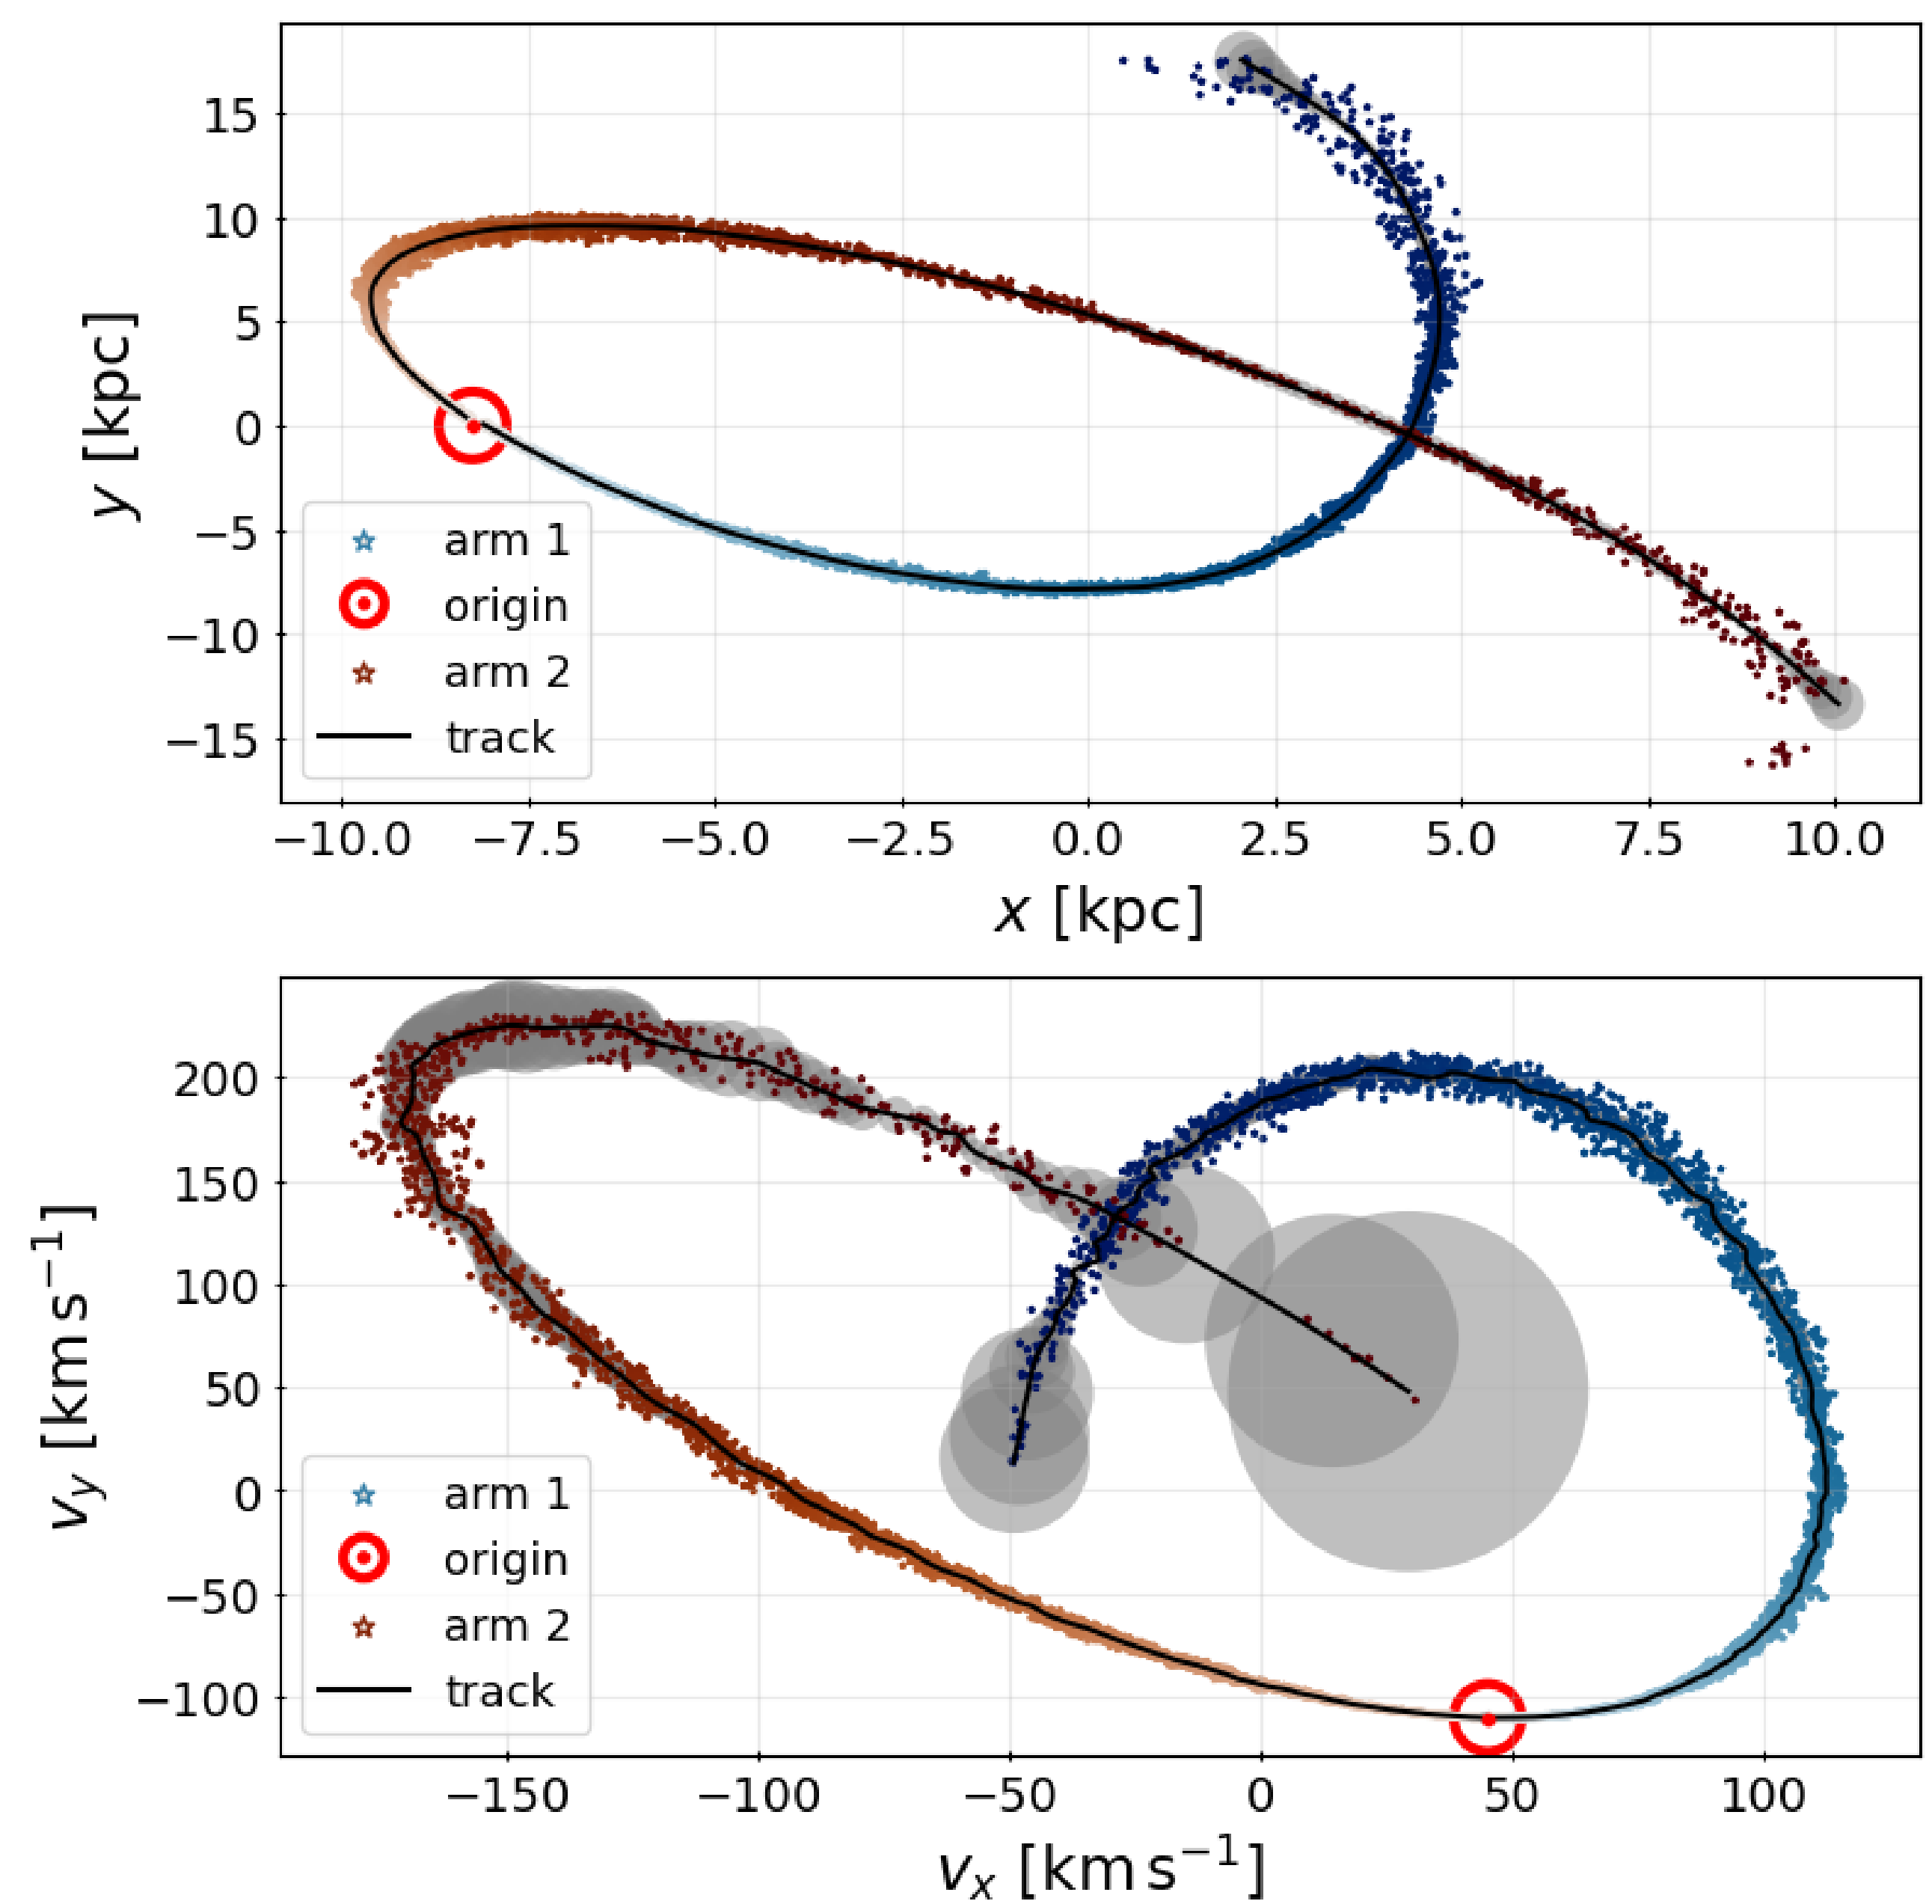 15
10
5
0
−5
−10
−15
y [kpc]
arm 1
origin
arm 2
track
−10.0 −7.5 −5.0 −2.5 0.0 2.5 5.0 7.5 10.0
x [kpc]
200
150
100
50
0
−50
−100
v_y [km s⁻¹]
arm 1
origin
arm 2
track
−150 −100 −50 0 50 100
v_x [km s⁻¹]